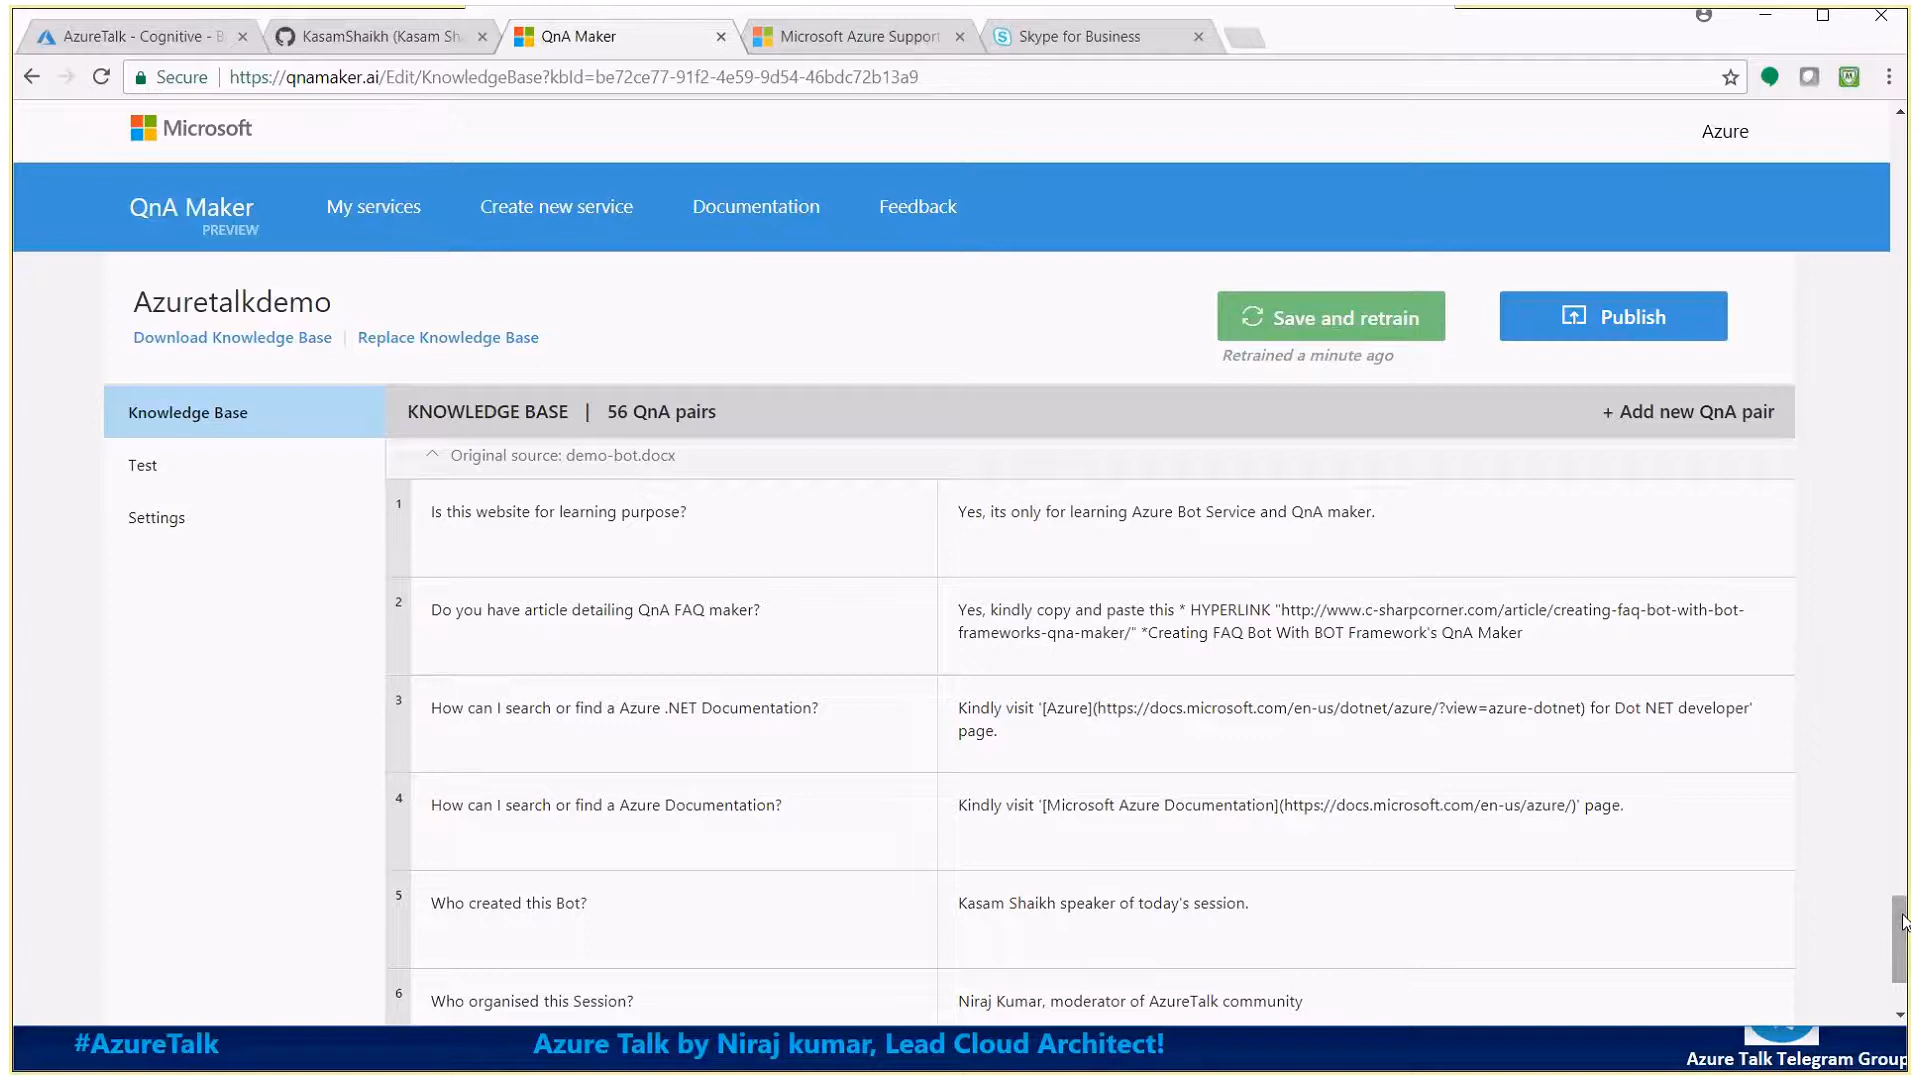 AzureTalk - Cognitive - B
KasamShaikh (Kasam Sh
QnA Maker
Microsoft Azure Support
Skype for Business
Secure
https://qnamaker.ai/Edit/KnowledgeBase?kbId=be72ce77-91f2-4e59-9d54-46bdc72b13a9
Microsoft
Azure
QnA Maker
PREVIEW
My services
Create new service
Documentation
Feedback
Azuretalkdemo
Download Knowledge Base | Replace Knowledge Base
Save and retrain
Publish
Retrained a minute ago
Knowledge Base
Test
Settings
KNOWLEDGE BASE | 56 QnA pairs
+ Add new QnA pair
Original source: demo-bot.docx
1
Is this website for learning purpose?
Yes, its only for learning Azure Bot Service and QnA maker.
2
Do you have article detailing QnA FAQ maker?
Yes, kindly copy and paste this * HYPERLINK "http://www.c-sharpcorner.com/article/creating-faq-bot-with-bot-
frameworks-qna-maker/" *Creating FAQ Bot With BOT Framework's QnA Maker
3
How can I search or find a Azure .NET Documentation?
Kindly visit '[Azure](https://docs.microsoft.com/en-us/dotnet/azure/?view=azure-dotnet) for Dot NET developer'
page.
4
How can I search or find a Azure Documentation?
Kindly visit '[Microsoft Azure Documentation](https://docs.microsoft.com/en-us/azure/)' page.
5
Who created this Bot?
Kasam Shaikh speaker of today's session.
6
Who organised this Session?
Niraj Kumar, moderator of AzureTalk community
#AzureTalk
Azure Talk by Niraj kumar, Lead Cloud Architect!
Azure Talk Telegram Group